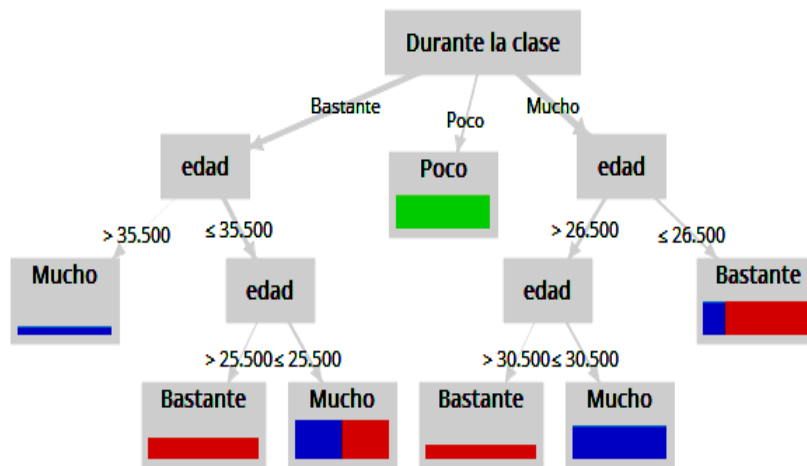 Durante la clase
Bastante
Poco
Mucho
edad
Poco
edad
> 35.500
≤ 35.500
> 26.500
≤ 26.500
Mucho
edad
edad
Bastante
> 25.500
≤ 25.500
> 30.500
≤ 30.500
Bastante
Mucho
Bastante
Mucho